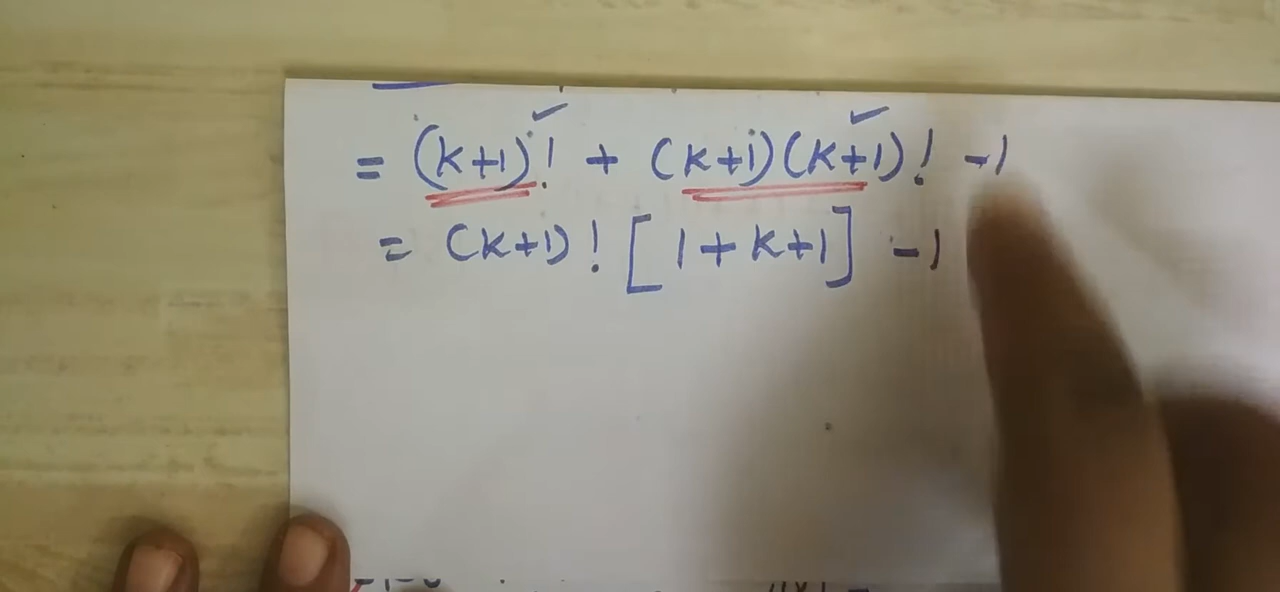 = (k+1)! + (k+1)(k+1)! -1
= (k+1)! [1+k+1] -1